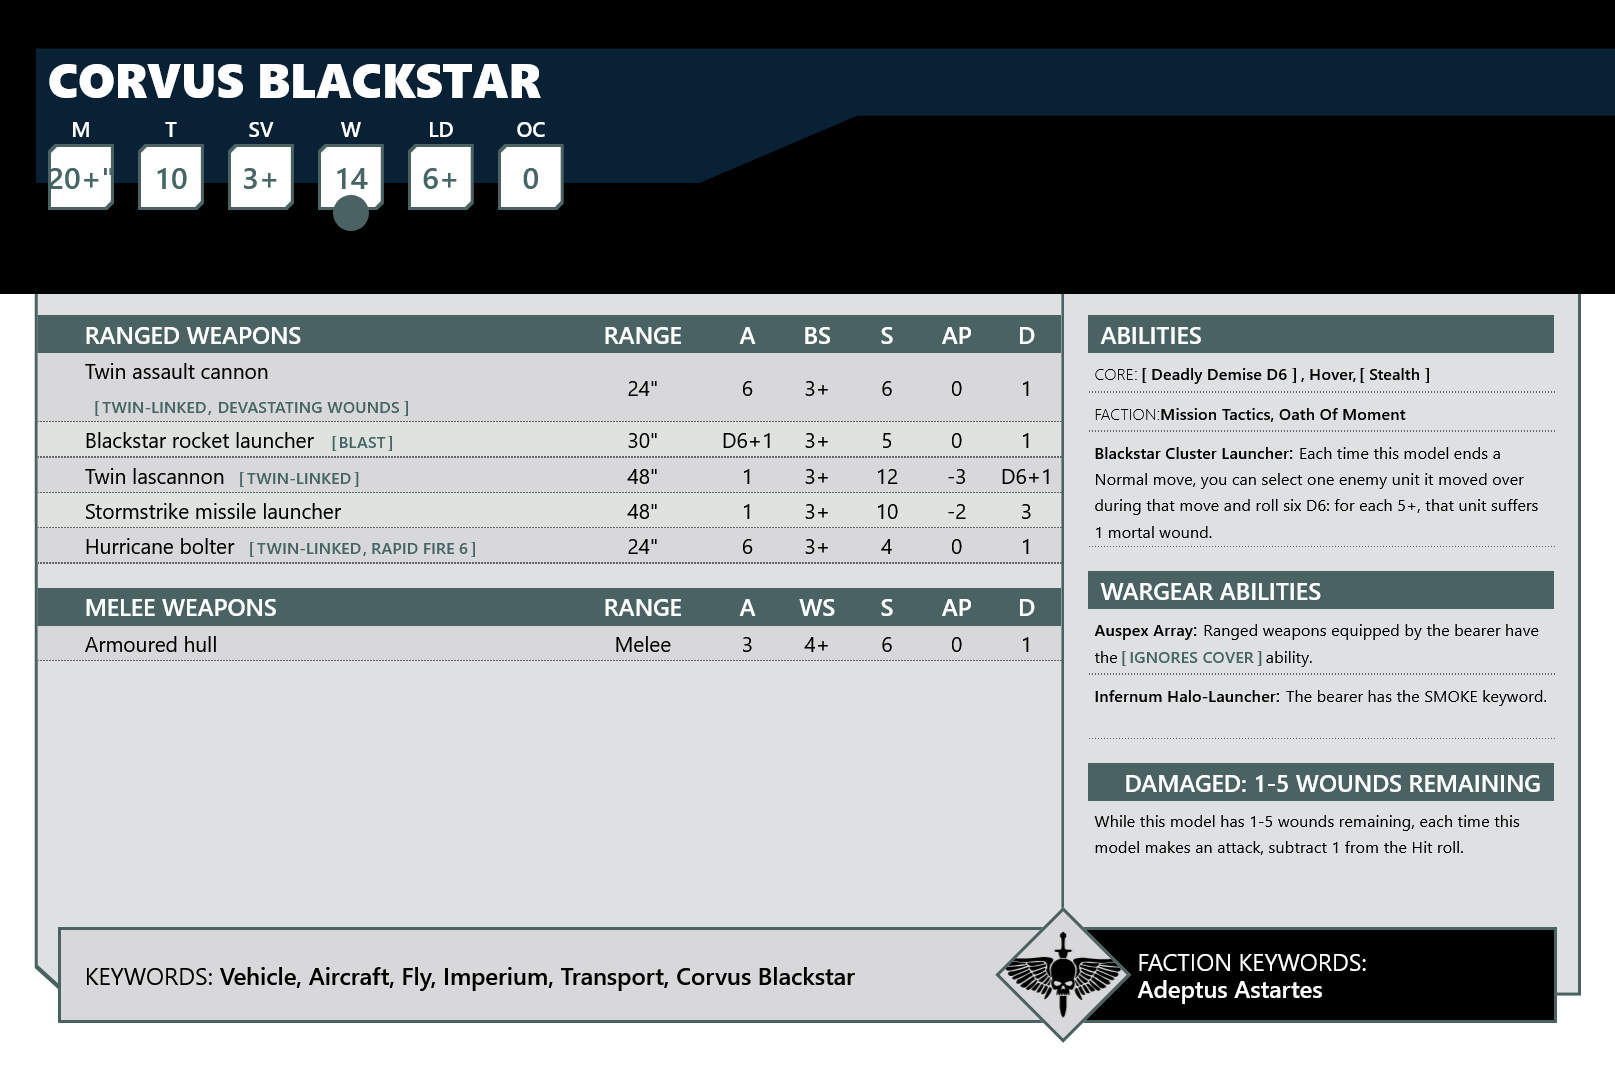 CORVUS BLACKSTAR
M T SV W LD OC
20+" 10 3+ 14 6+ 0
RANGED WEAPONS RANGE A BS S AP D
Twin assault cannon
[TWIN-LINKED, DEVASTATING WOUNDS] 24" 6 3+ 6 0 1
Blackstar rocket launcher [BLAST] 30" D6+1 3+ 5 0 1
Twin lascannon [TWIN-LINKED] 48" 1 3+ 12 -3 D6+1
Stormstrike missile launcher 48" 1 3+ 10 -2 3
Hurricane bolter [TWIN-LINKED, RAPID FIRE 6] 24" 6 3+ 4 0 1
MELEE WEAPONS RANGE A WS S AP D
Armoured hull Melee 3 4+ 6 0 1
ABILITIES
CORE: [ Deadly Demise D6 ] , Hover, [ Stealth ]
FACTION:Mission Tactics, Oath Of Moment
Blackstar Cluster Launcher: Each time this model ends a
Normal move, you can select one enemy unit it moved over
during that move and roll six D6: for each 5+, that unit suffers
1 mortal wound.
WARGEAR ABILITIES
Auspex Array: Ranged weapons equipped by the bearer have
the [ IGNORES COVER ] ability.
Infernum Halo-Launcher: The bearer has the SMOKE keyword.
DAMAGED: 1-5 WOUNDS REMAINING
While this model has 1-5 wounds remaining, each time this
model makes an attack, subtract 1 from the Hit roll.
KEYWORDS: Vehicle, Aircraft, Fly, Imperium, Transport, Corvus Blackstar
FACTION KEYWORDS:
Adeptus Astartes